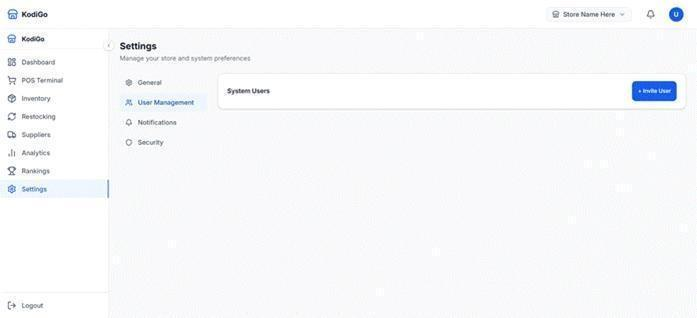 KodiGo
Store Name Here
U
KodiGo
Dashboard
POS Terminal
Inventory
Restocking
Suppliers
Analytics
Rankings
Settings
Logout
Settings
Manage your store and system preferences
General
User Management
Notifications
Security
System Users
+ Invite User